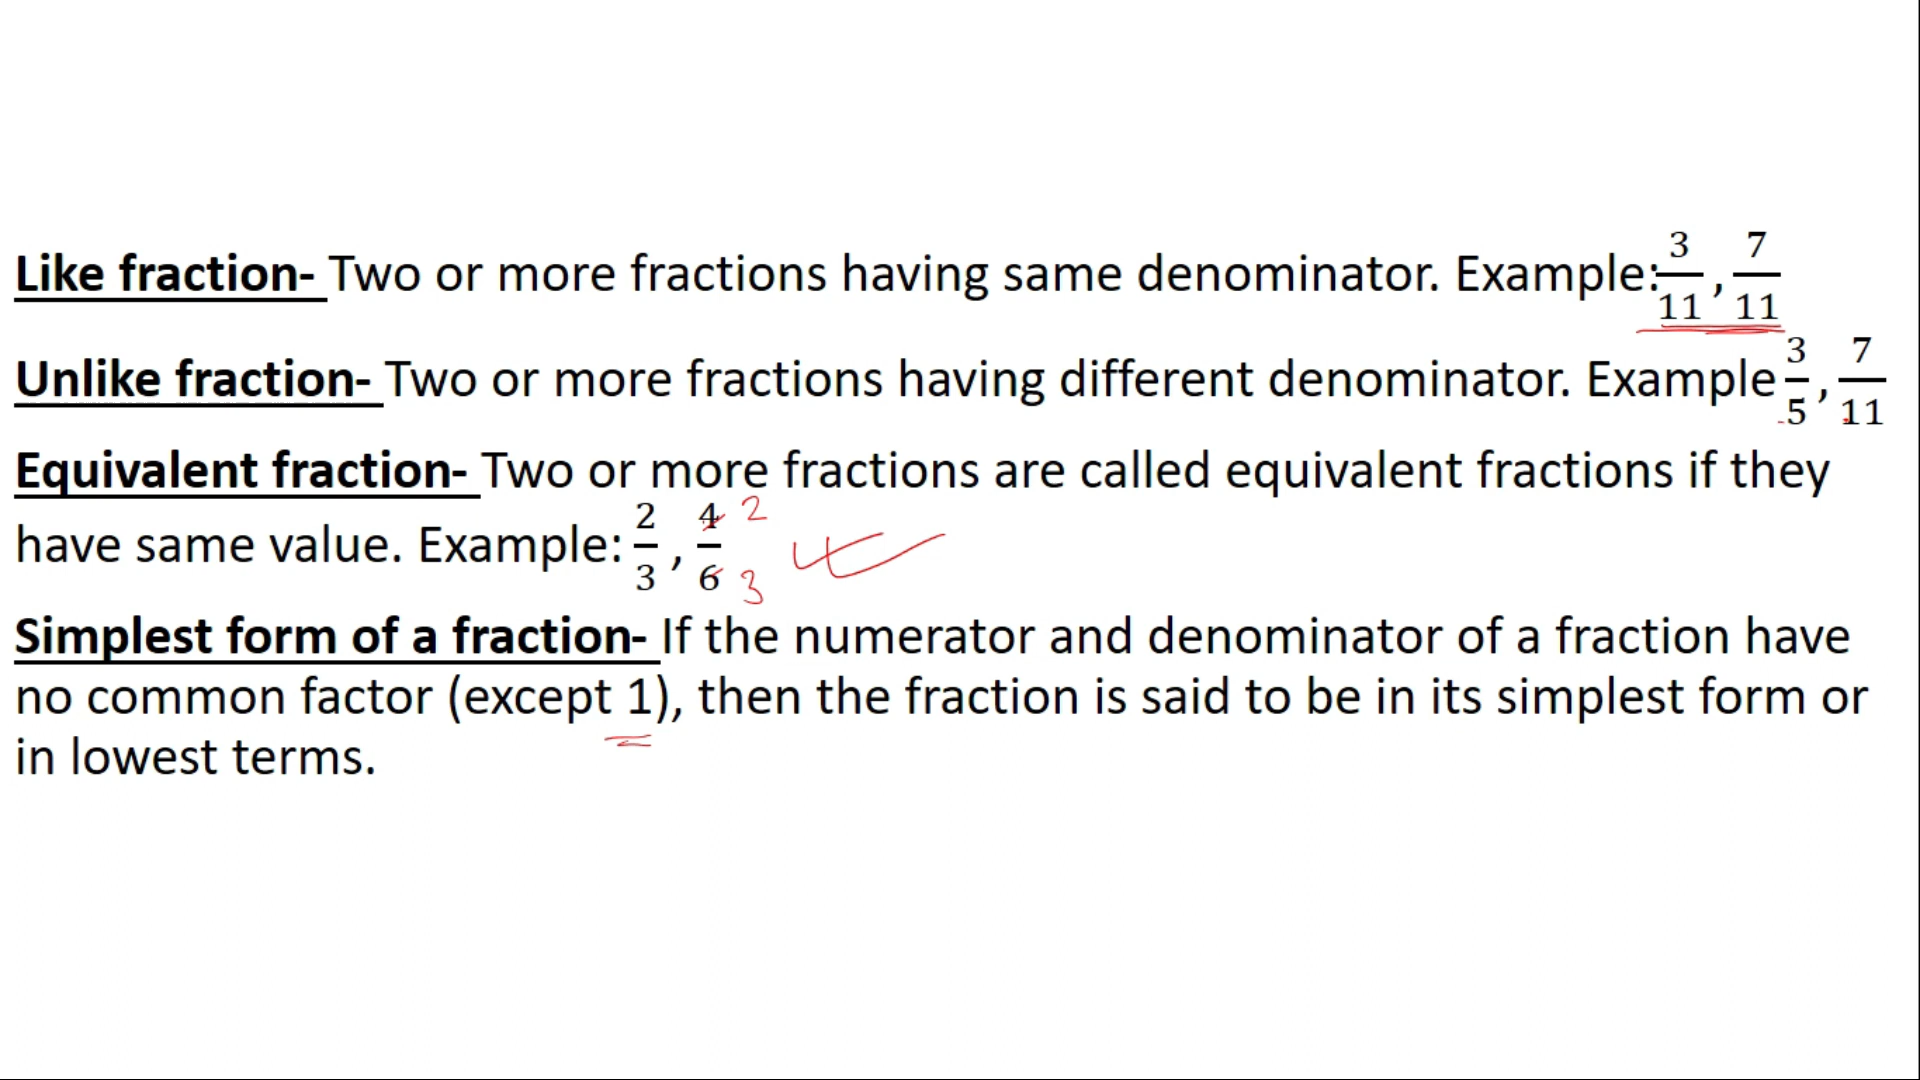 Like fraction- Two or more fractions having same denominator. Example: 3/11 , 7/11
Unlike fraction- Two or more fractions having different denominator. Example 3/5 , 7/11
Equivalent fraction- Two or more fractions are called equivalent fractions if they
have same value. Example: 2/3 , 4/6 2 3
Simplest form of a fraction- If the numerator and denominator of a fraction have
no common factor (except 1), then the fraction is said to be in its simplest form or
in lowest terms.